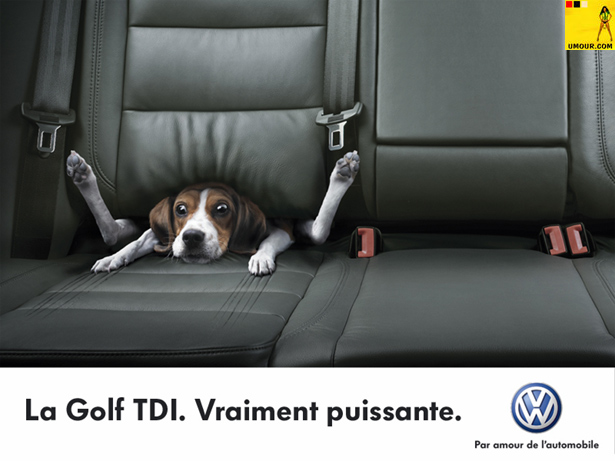 UMOUR.COM
La Golf TDI. Vraiment puissante.
Par amour de l'automobile